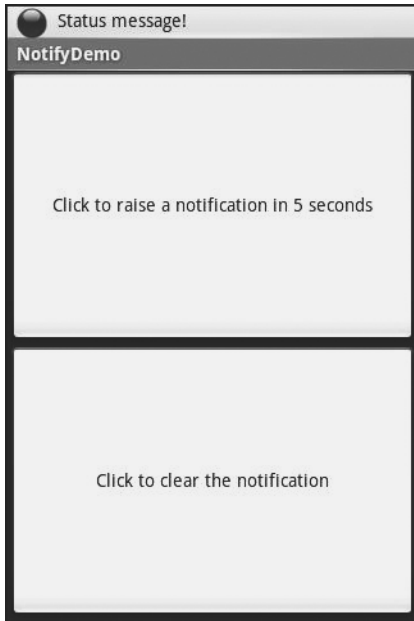 Status message!
NotifyDemo
Click to raise a notification in 5 seconds
Click to clear the notification